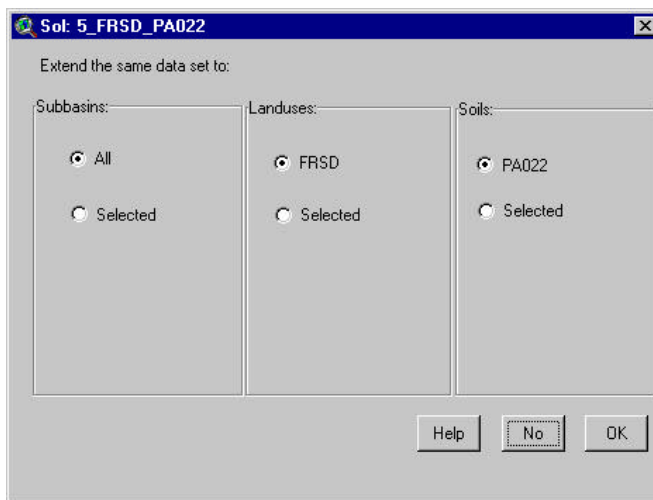 Sol: 5_FRSD_PA022
Extend the same data set to:
Subbasins:
All
Selected
Landuses:
FRSD
Selected
Soils:
PA022
Selected
Help
No
OK